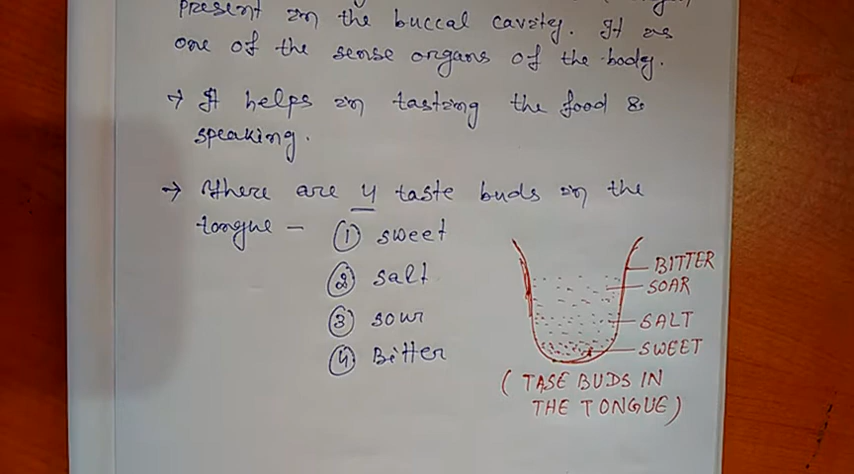 present in the buccal cavity. It is
one of the sense organs of the body.
→ It helps in tasting the food &
speaking.
→ There are 4 taste buds in the
tongue — ① sweet
② salt
③ sour
④ Bitter
BITTER
SOAR
SALT
SWEET
( TASE BUDS IN
THE TONGUE )